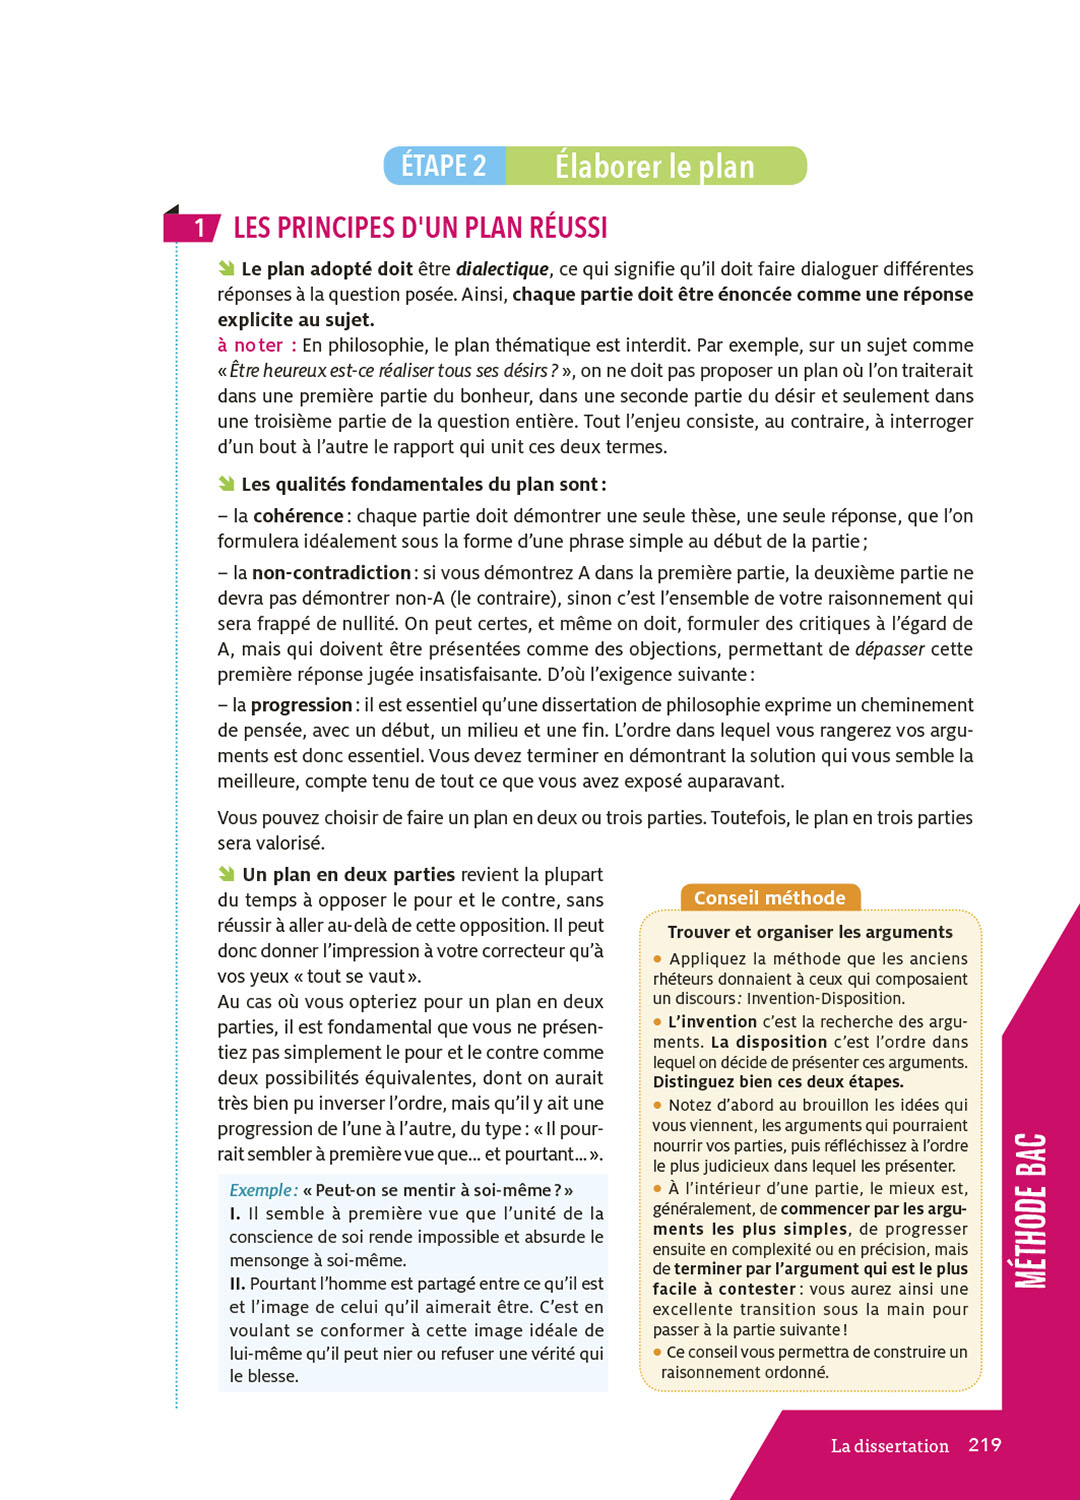 ÉTAPE 2 Élaborer le plan
1 LES PRINCIPES D'UN PLAN RÉUSSI
Le plan adopté doit être dialectique, ce qui signifie qu’il doit faire dialoguer différentes
réponses à la question posée. Ainsi, chaque partie doit être énoncée comme une réponse
explicite au sujet.
à noter : En philosophie, le plan thématique est interdit. Par exemple, sur un sujet comme
« Être heureux est-ce réaliser tous ses désirs ? », on ne doit pas proposer un plan où l’on traiterait
dans une première partie du bonheur, dans une seconde partie du désir et seulement dans
une troisième partie de la question entière. Tout l’enjeu consiste, au contraire, à interroger
d’un bout à l’autre le rapport qui unit ces deux termes.
Les qualités fondamentales du plan sont :
– la cohérence : chaque partie doit démontrer une seule thèse, une seule réponse, que l’on
formulera idéalement sous la forme d’une phrase simple au début de la partie ;
– la non-contradiction : si vous démontrez A dans la première partie, la deuxième partie ne
devra pas démontrer non-A (le contraire), sinon c’est l’ensemble de votre raisonnement qui
sera frappé de nullité. On peut certes, et même on doit, formuler des critiques à l’égard de
A, mais qui doivent être présentées comme des objections, permettant de dépasser cette
première réponse jugée insatisfaisante. D’où l’exigence suivante :
– la progression : il est essentiel qu’une dissertation de philosophie exprime un cheminement
de pensée, avec un début, un milieu et une fin. L’ordre dans lequel vous rangerez vos argu-
ments est donc essentiel. Vous devez terminer en démontrant la solution qui vous semble la
meilleure, compte tenu de tout ce que vous avez exposé auparavant.
Vous pouvez choisir de faire un plan en deux ou trois parties. Toutefois, le plan en trois parties
sera valorisé.
Un plan en deux parties revient la plupart
du temps à opposer le pour et le contre, sans
réussir à aller au-delà de cette opposition. Il peut
donc donner l’impression à votre correcteur qu’à
vos yeux « tout se vaut ».
Au cas où vous opteriez pour un plan en deux
parties, il est fondamental que vous ne présen-
tiez pas simplement le pour et le contre comme
deux possibilités équivalentes, dont on aurait
très bien pu inverser l’ordre, mais qu’il y ait une
progression de l’une à l’autre, du type : « Il pour-
rait sembler à première vue que... et pourtant... ».
Exemple : « Peut-on se mentir à soi-même ? »
I. Il semble à première vue que l’unité de la
conscience de soi rende impossible et absurde le
mensonge à soi-même.
II. Pourtant l’homme est partagé entre ce qu’il est
et l’image de celui qu’il aimerait être. C’est en
voulant se conformer à cette image idéale de
lui-même qu’il peut nier ou refuser une vérité qui
le blesse.
Conseil méthode
Trouver et organiser les arguments
• Appliquez la méthode que les anciens
rhéteurs donnaient à ceux qui composaient
un discours : Invention-Disposition.
• L’invention c’est la recherche des argu-
ments. La disposition c’est l’ordre dans
lequel on décide de présenter ces arguments.
Distinguez bien ces deux étapes.
• Notez d’abord au brouillon les idées qui
vous viennent, les arguments qui pourraient
nourrir vos parties, puis réfléchissez à l’ordre
le plus judicieux dans lequel les présenter.
• À l’intérieur d’une partie, le mieux est,
généralement, de commencer par les argu-
ments les plus simples, de progresser
ensuite en complexité ou en précision, mais
de terminer par l’argument qui est le plus
facile à contester : vous aurez ainsi une
excellente transition sous la main pour
passer à la partie suivante !
• Ce conseil vous permettra de construire un
raisonnement ordonné.
MÉTHODE BAC
La dissertation 219